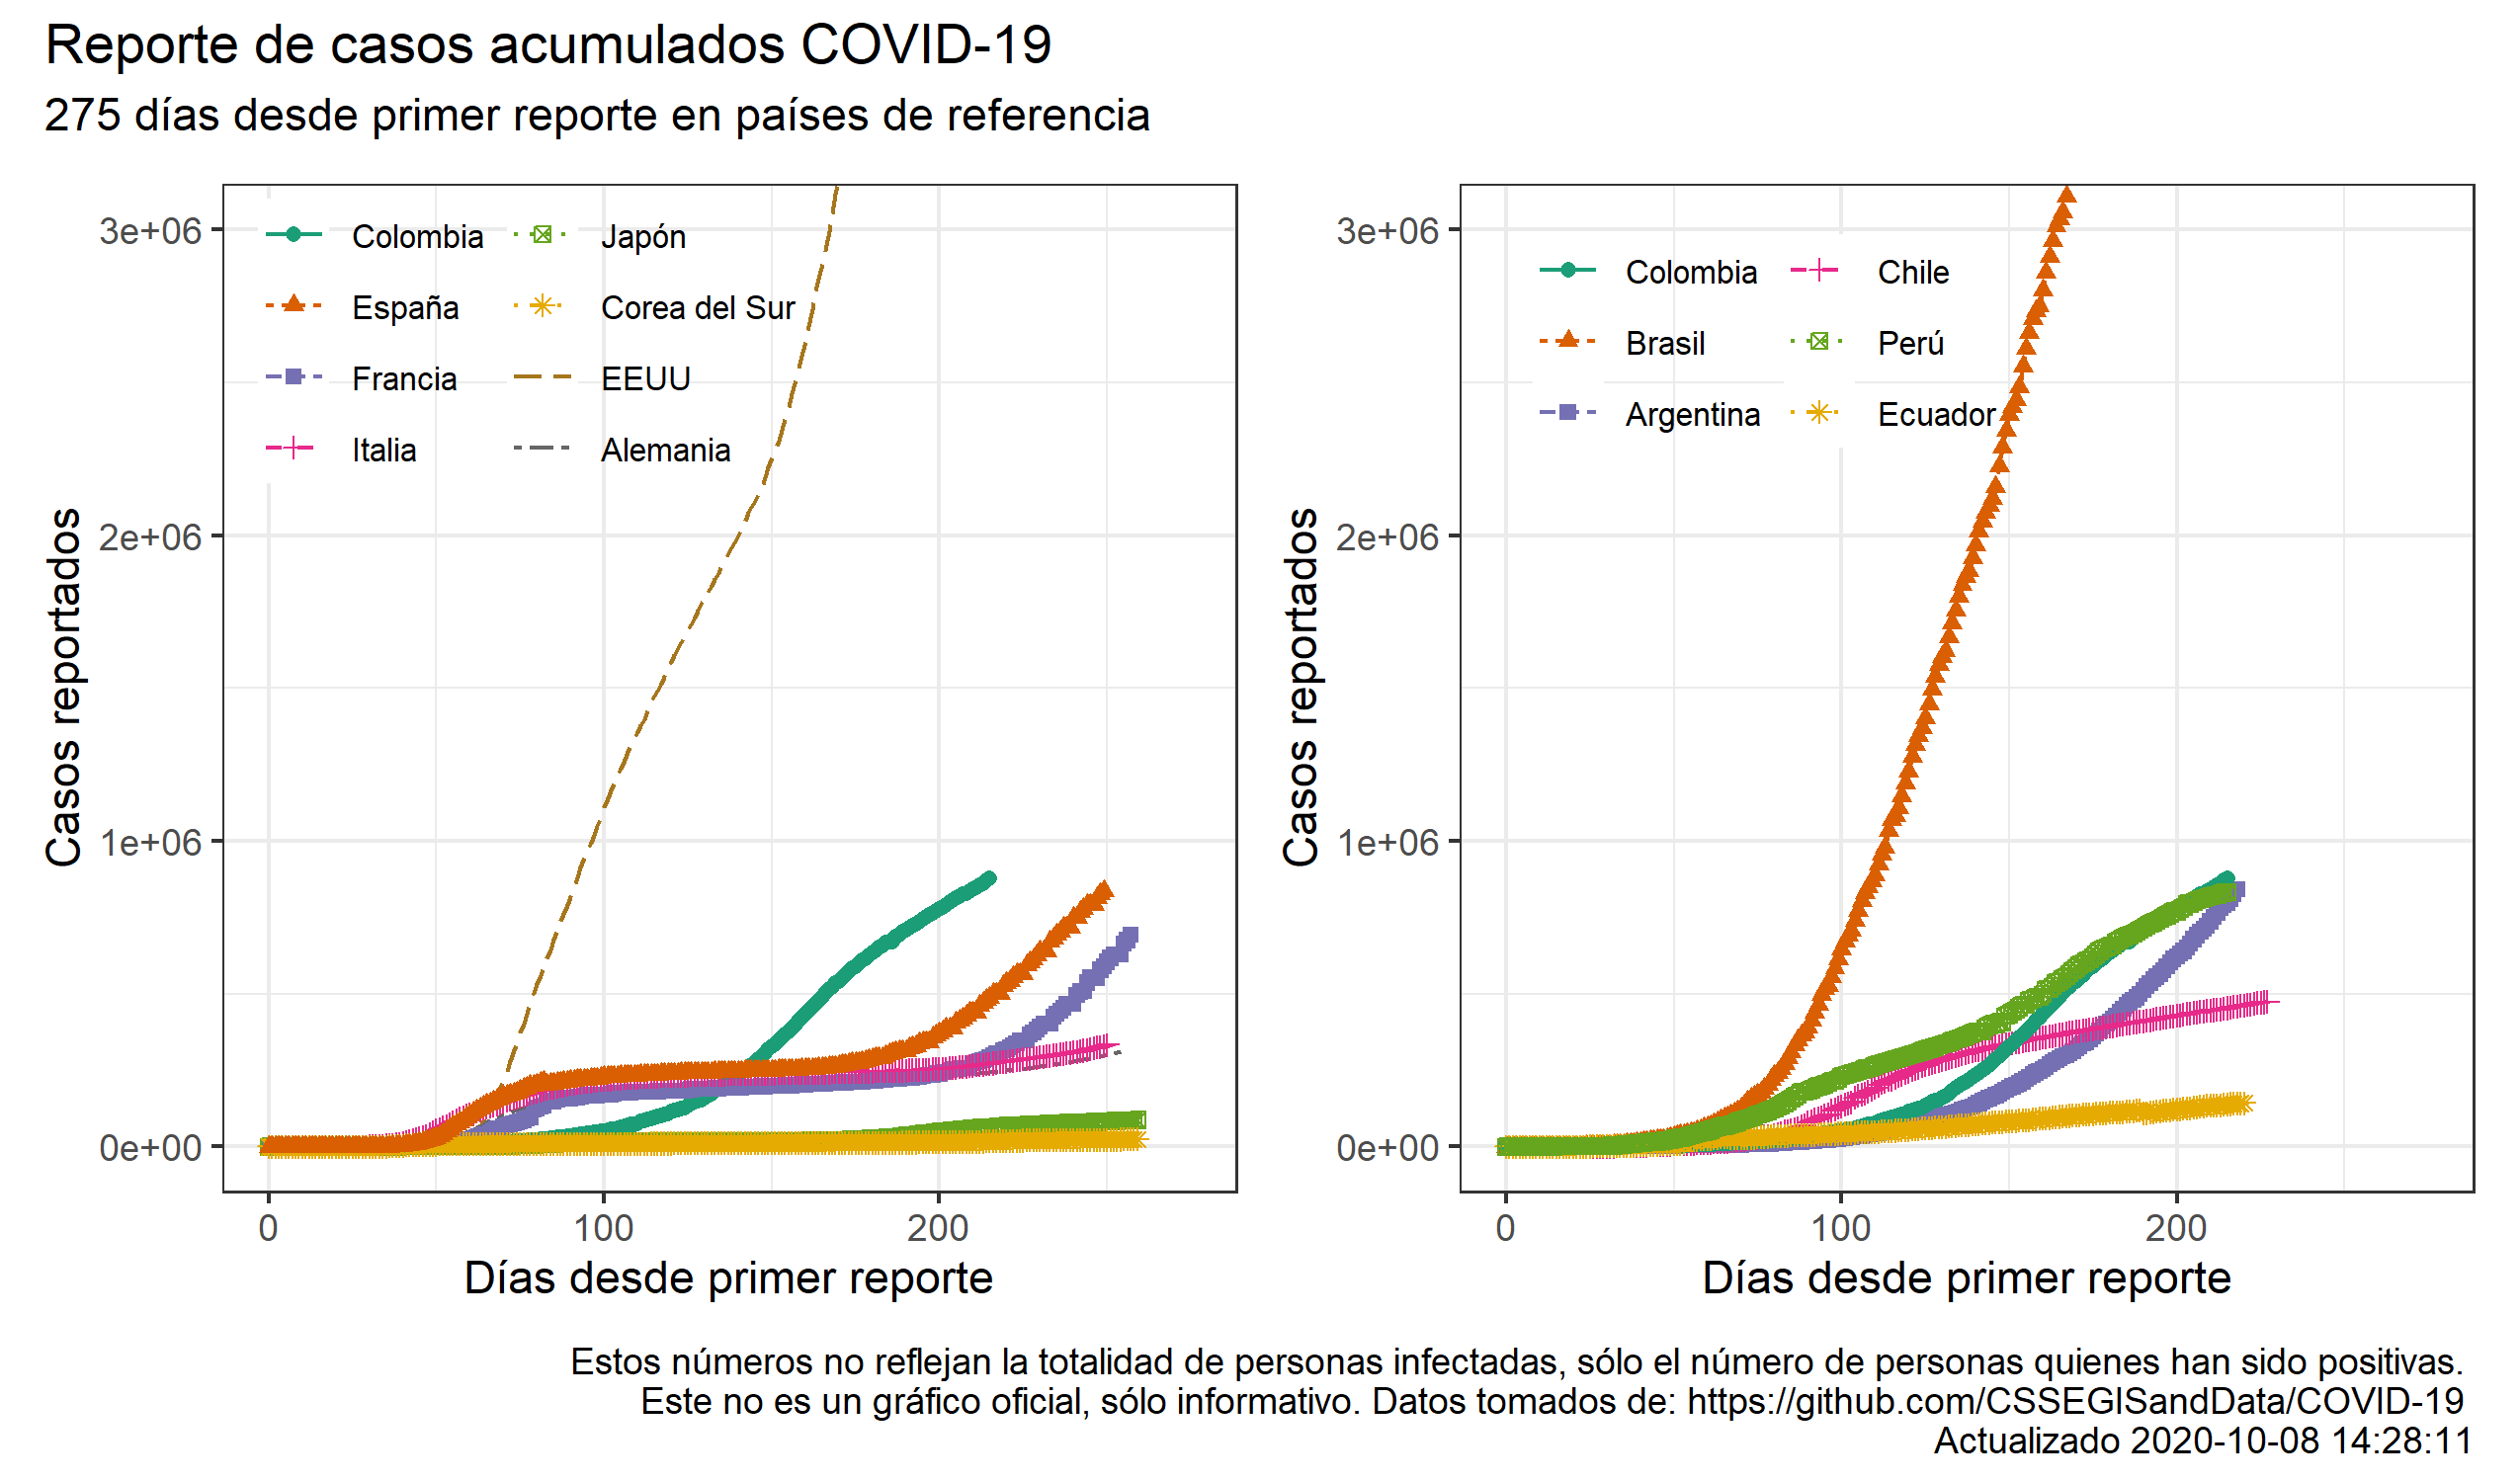 Reporte de casos acumulados COVID-19
275 días desde primer reporte en países de referencia
Casos reportados
3e+06
2e+06
1e+06
0e+00
Colombia
España
Francia
Italia
Japón
Corea del Sur
EEUU
Alemania
0
100
200
Días desde primer reporte
Casos reportados
3e+06
2e+06
1e+06
0e+00
Colombia
Brasil
Argentina
Chile
Perú
Ecuador
0
100
200
Días desde primer reporte
Estos números no reflejan la totalidad de personas infectadas, sólo el número de personas quienes han sido positivas.
Este no es un gráfico oficial, sólo informativo. Datos tomados de: https://github.com/CSSEGISandData/COVID-19
Actualizado 2020-10-08 14:28:11